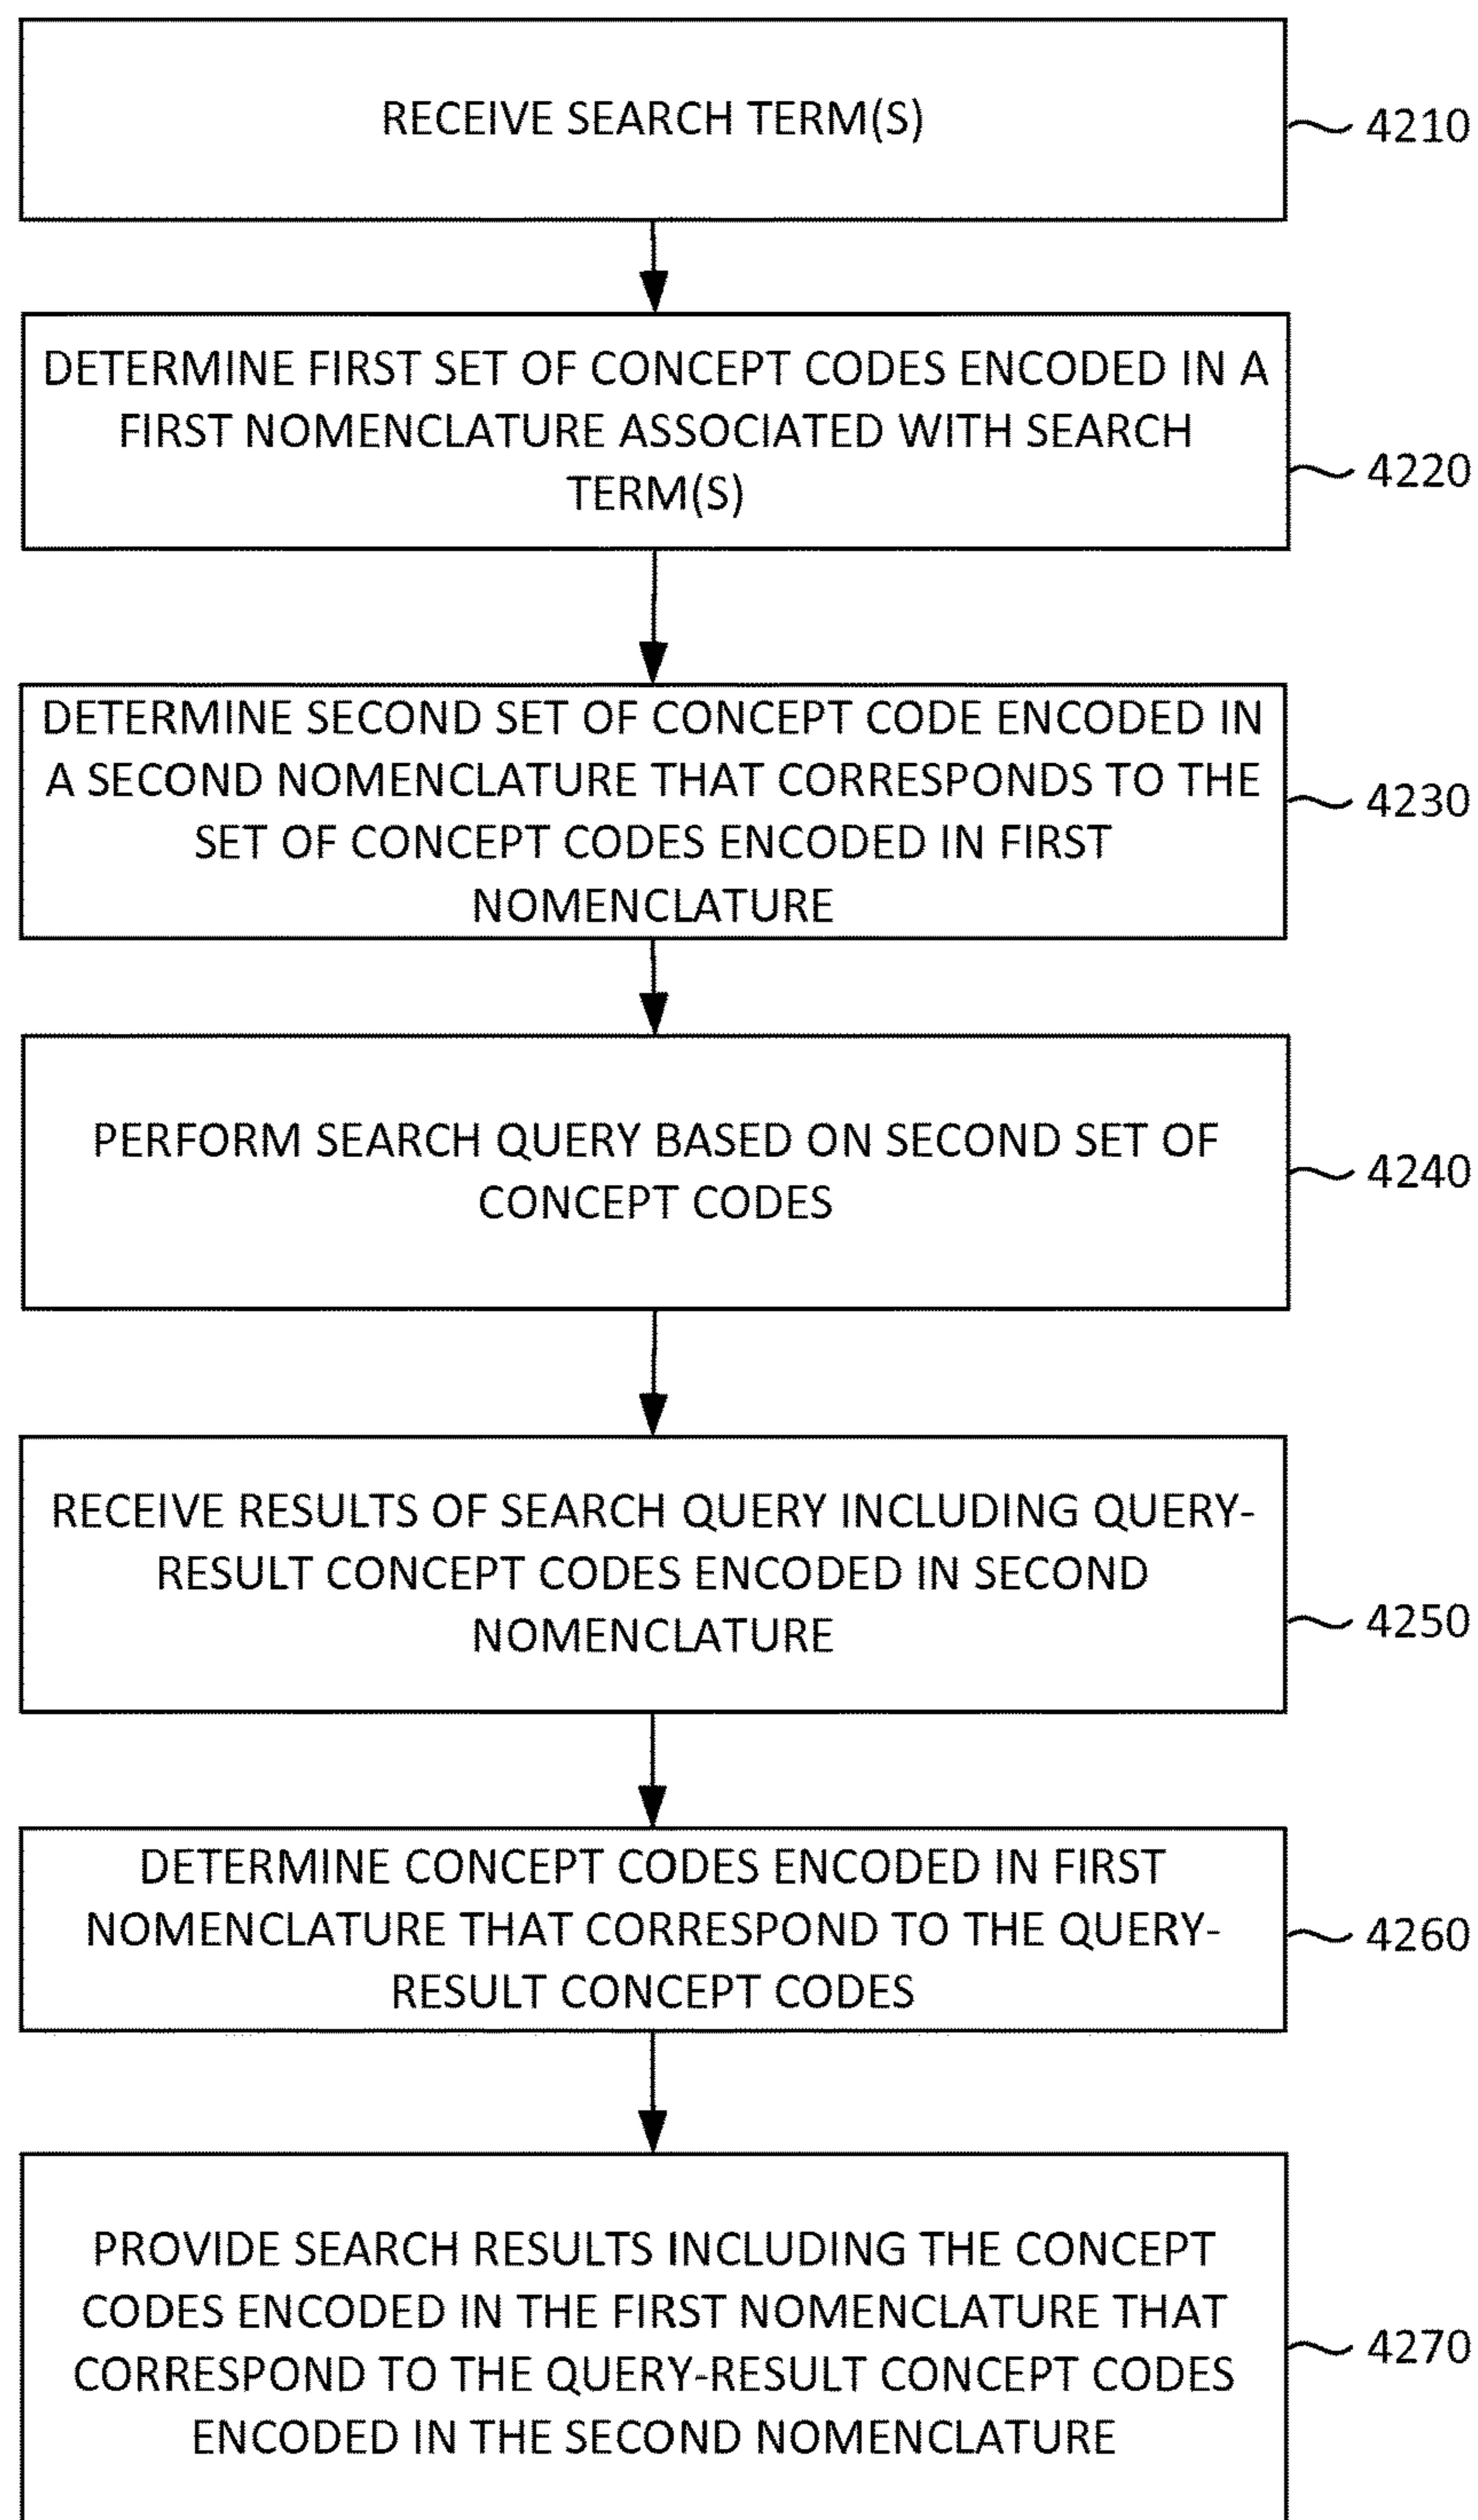 RECEIVE SEARCH TERM(S)
4210
DETERMINE FIRST SET OF CONCEPT CODES ENCODED IN A
FIRST NOMENCLATURE ASSOCIATED WITH SEARCH
TERM(S)
4220
DETERMINE SECOND SET OF CONCEPT CODE ENCODED IN
A SECOND NOMENCLATURE THAT CORRESPONDS TO THE
SET OF CONCEPT CODES ENCODED IN FIRST
NOMENCLATURE
4230
PERFORM SEARCH QUERY BASED ON SECOND SET OF
CONCEPT CODES
4240
RECEIVE RESULTS OF SEARCH QUERY INCLUDING QUERY-
RESULT CONCEPT CODES ENCODED IN SECOND
NOMENCLATURE
4250
DETERMINE CONCEPT CODES ENCODED IN FIRST
NOMENCLATURE THAT CORRESPOND TO THE QUERY-
RESULT CONCEPT CODES
4260
PROVIDE SEARCH RESULTS INCLUDING THE CONCEPT
CODES ENCODED IN THE FIRST NOMENCLATURE THAT
CORRESPOND TO THE QUERY-RESULT CONCEPT CODES
ENCODED IN THE SECOND NOMENCLATURE
4270